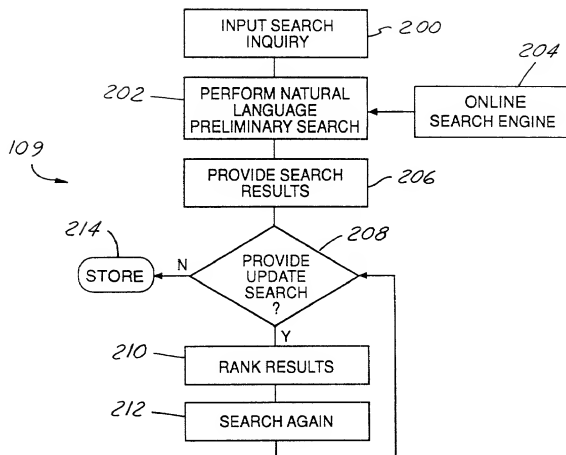 INPUT SEARCH
INQUIRY
200
202
PERFORM NATURAL
LANGUAGE
PRELIMINARY SEARCH
204
ONLINE
SEARCH ENGINE
109
PROVIDE SEARCH
RESULTS
206
214
STORE
N
208
PROVIDE
UPDATE
SEARCH
?
Y
210
RANK RESULTS
212
SEARCH AGAIN